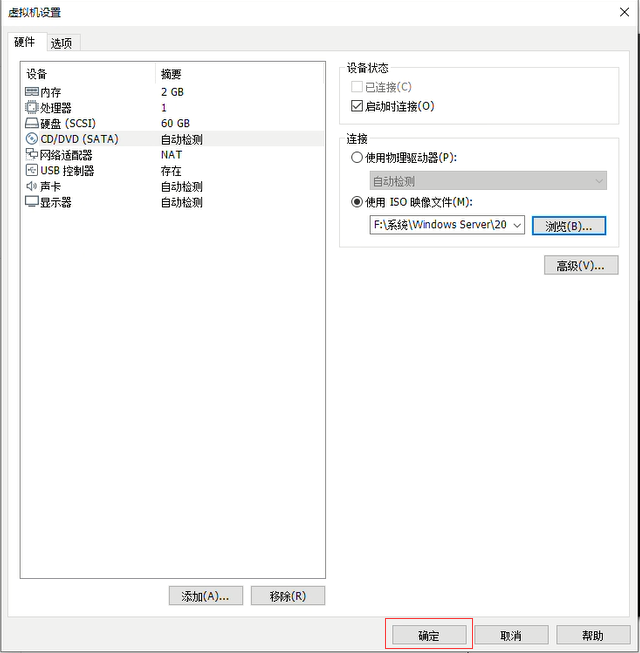 虚拟机设置
硬件 选项
设备 摘要
内存 2 GB
处理器 1
硬盘 (SCSI) 60 GB
CD/DVD (SATA) 自动检测
网络适配器 NAT
USB 控制器 存在
声卡 自动检测
显示器 自动检测
添加(A)... 移除(R)
设备状态
已连接(C)
启动时连接(O)
连接
使用物理驱动器(P):
自动检测
使用 ISO 映像文件(M):
F:\系统\Windows Server\20 浏览(B)...
高级(V)...
确定 取消 帮助